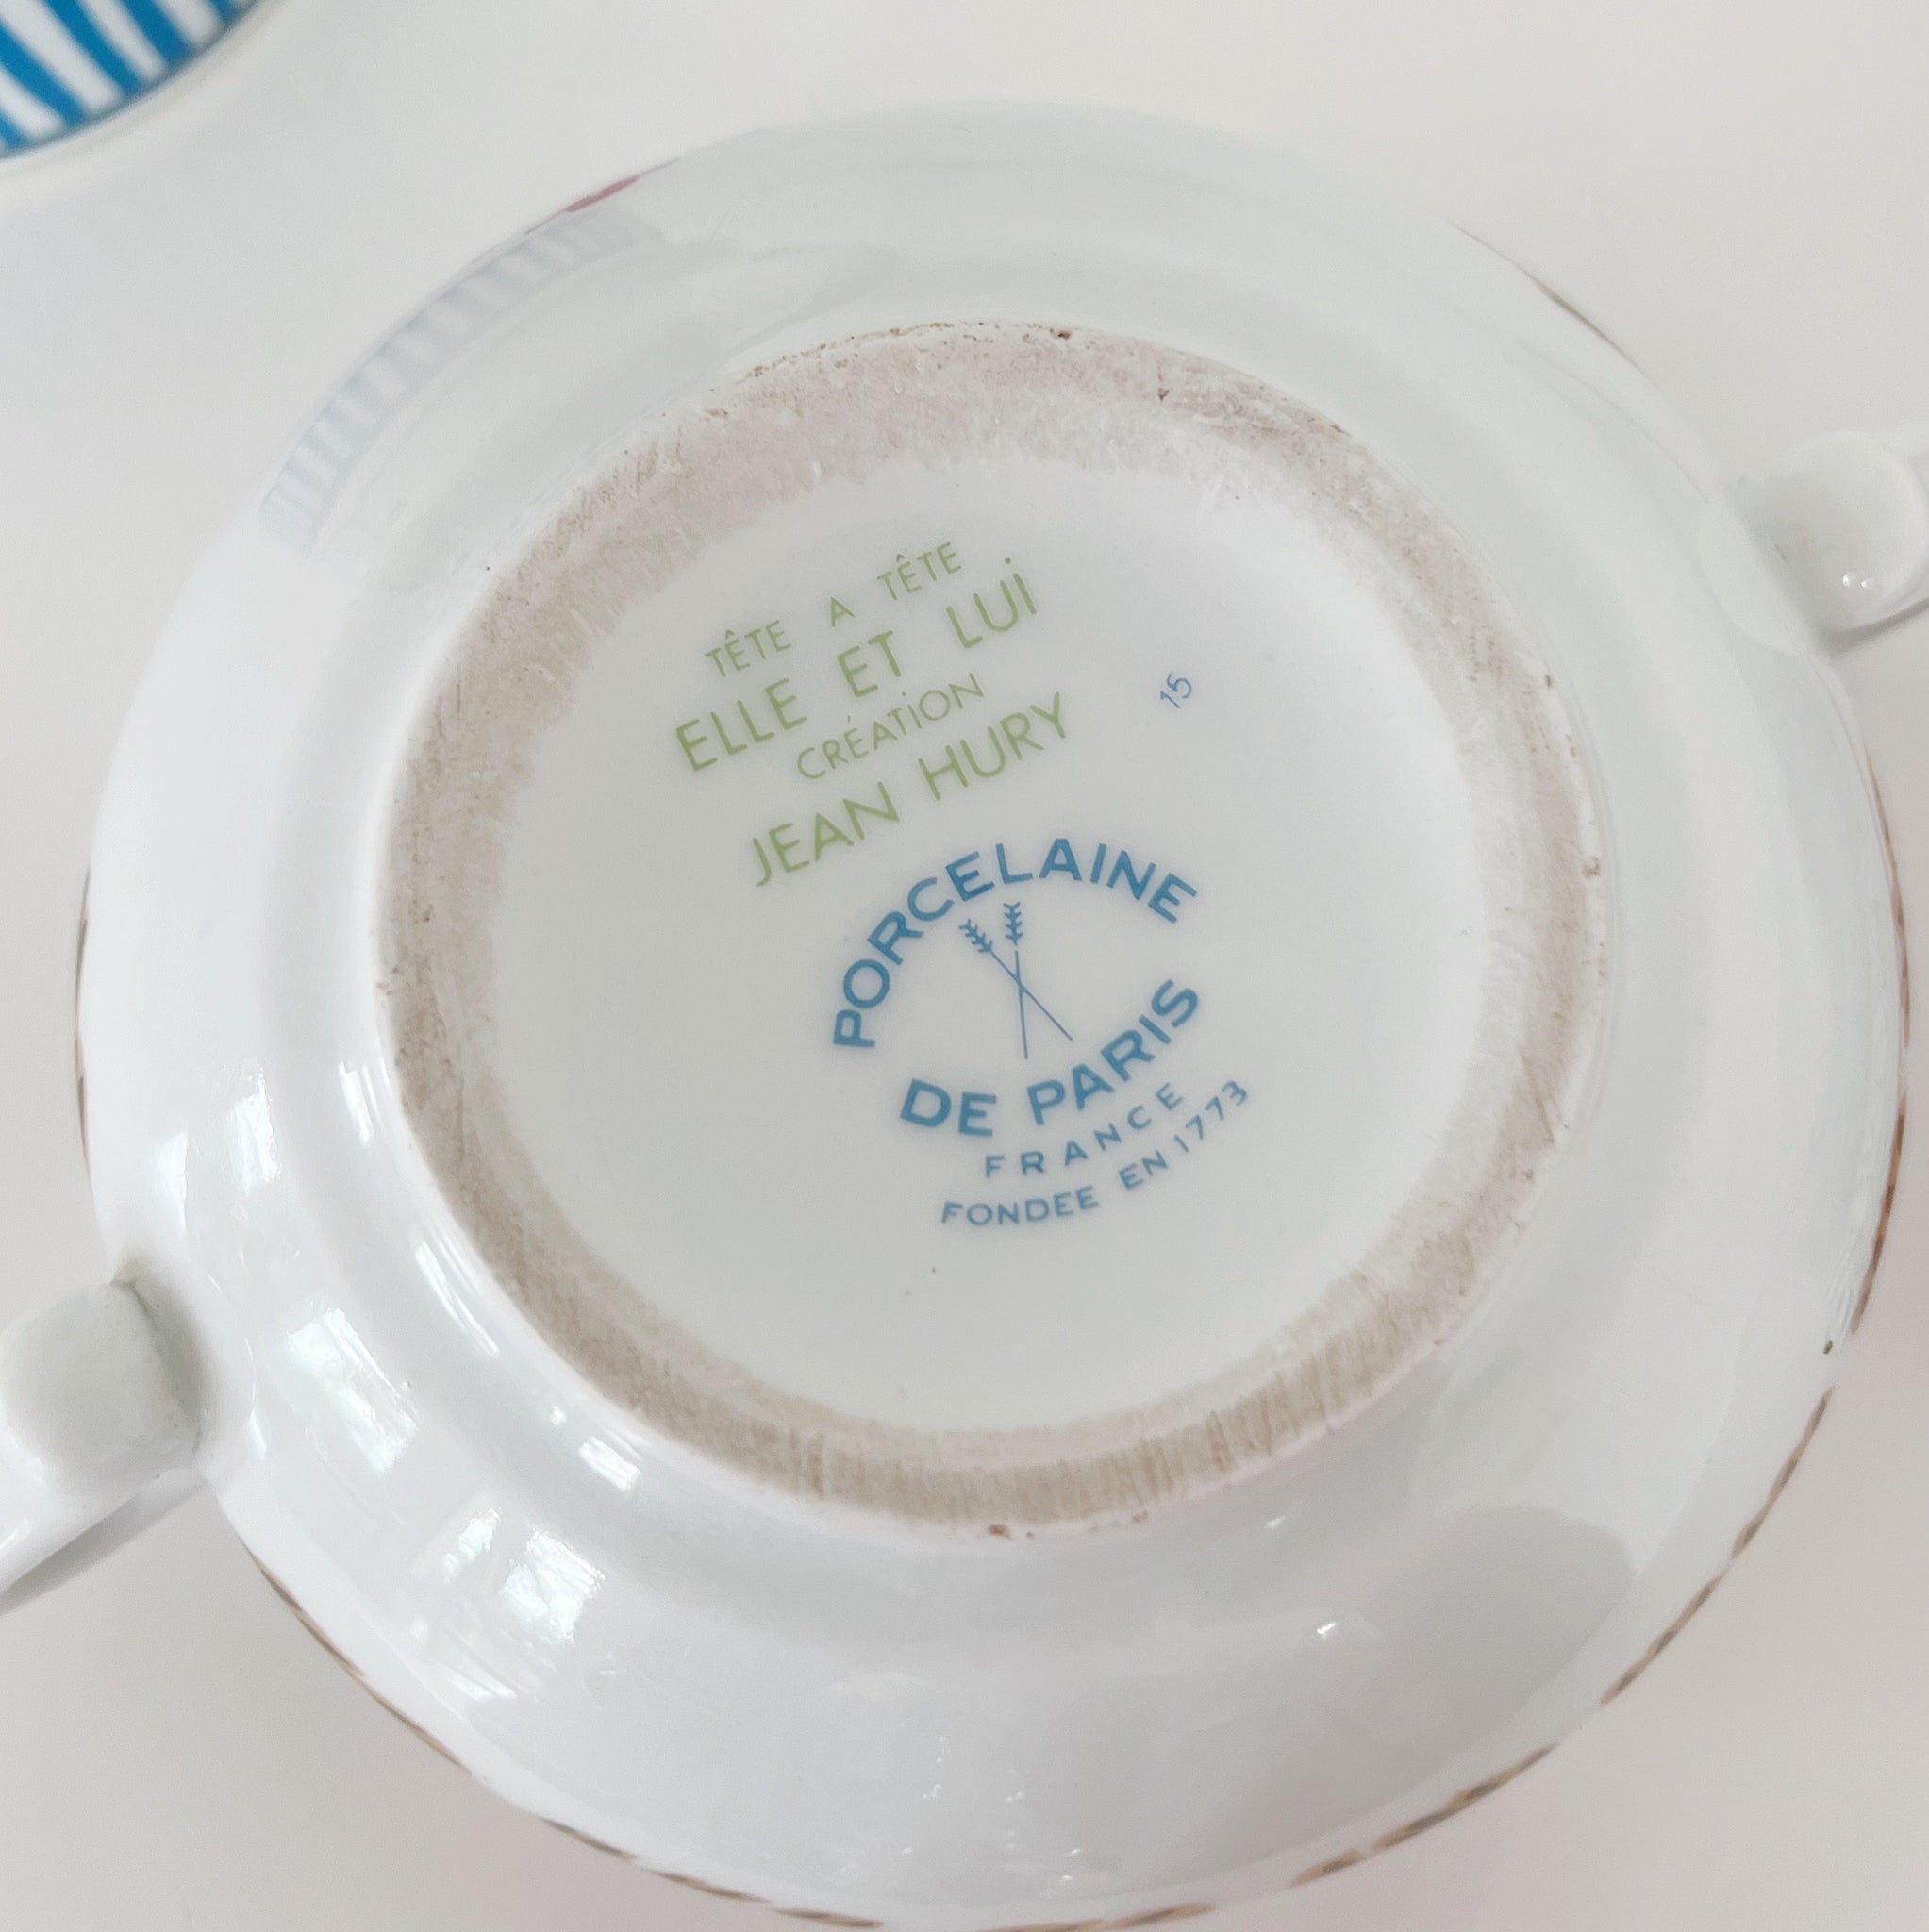 TÊTE A TÊTE
ELLE ET LUI
CRÉATION
JEAN HURY
15
PORCELAINE
DE PARIS
FRANCE
FONDEE EN 1773